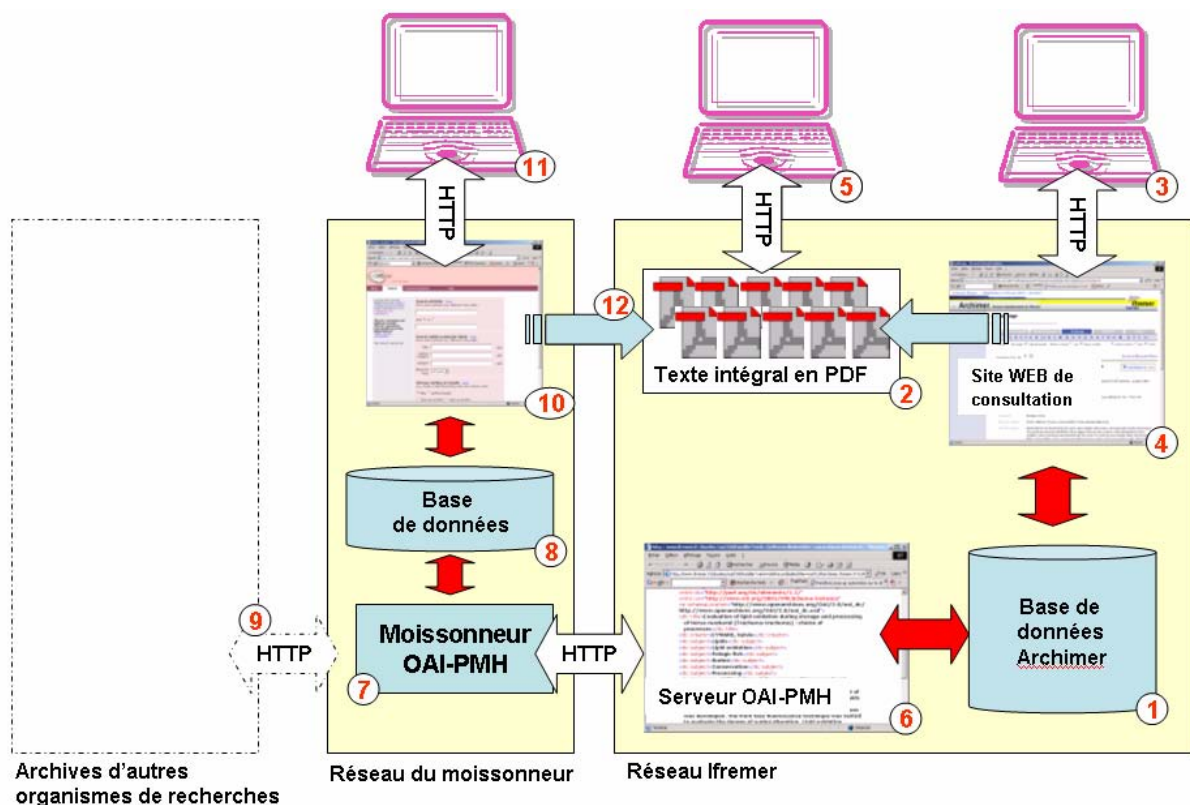 11
5
3
HTTP
HTTP
HTTP
12
Archimer
Ifremer
Texte intégral en PDF
2
Site WEB de
consultation
4
10
Base
de données
8
9
HTTP
Moissonneur
OAI-PMH
7
HTTP
Serveur OAI-PMH
6
Base de
données
Archimer
1
Archives d'autres
organismes de recherches
Réseau du moissonneur
Réseau Ifremer